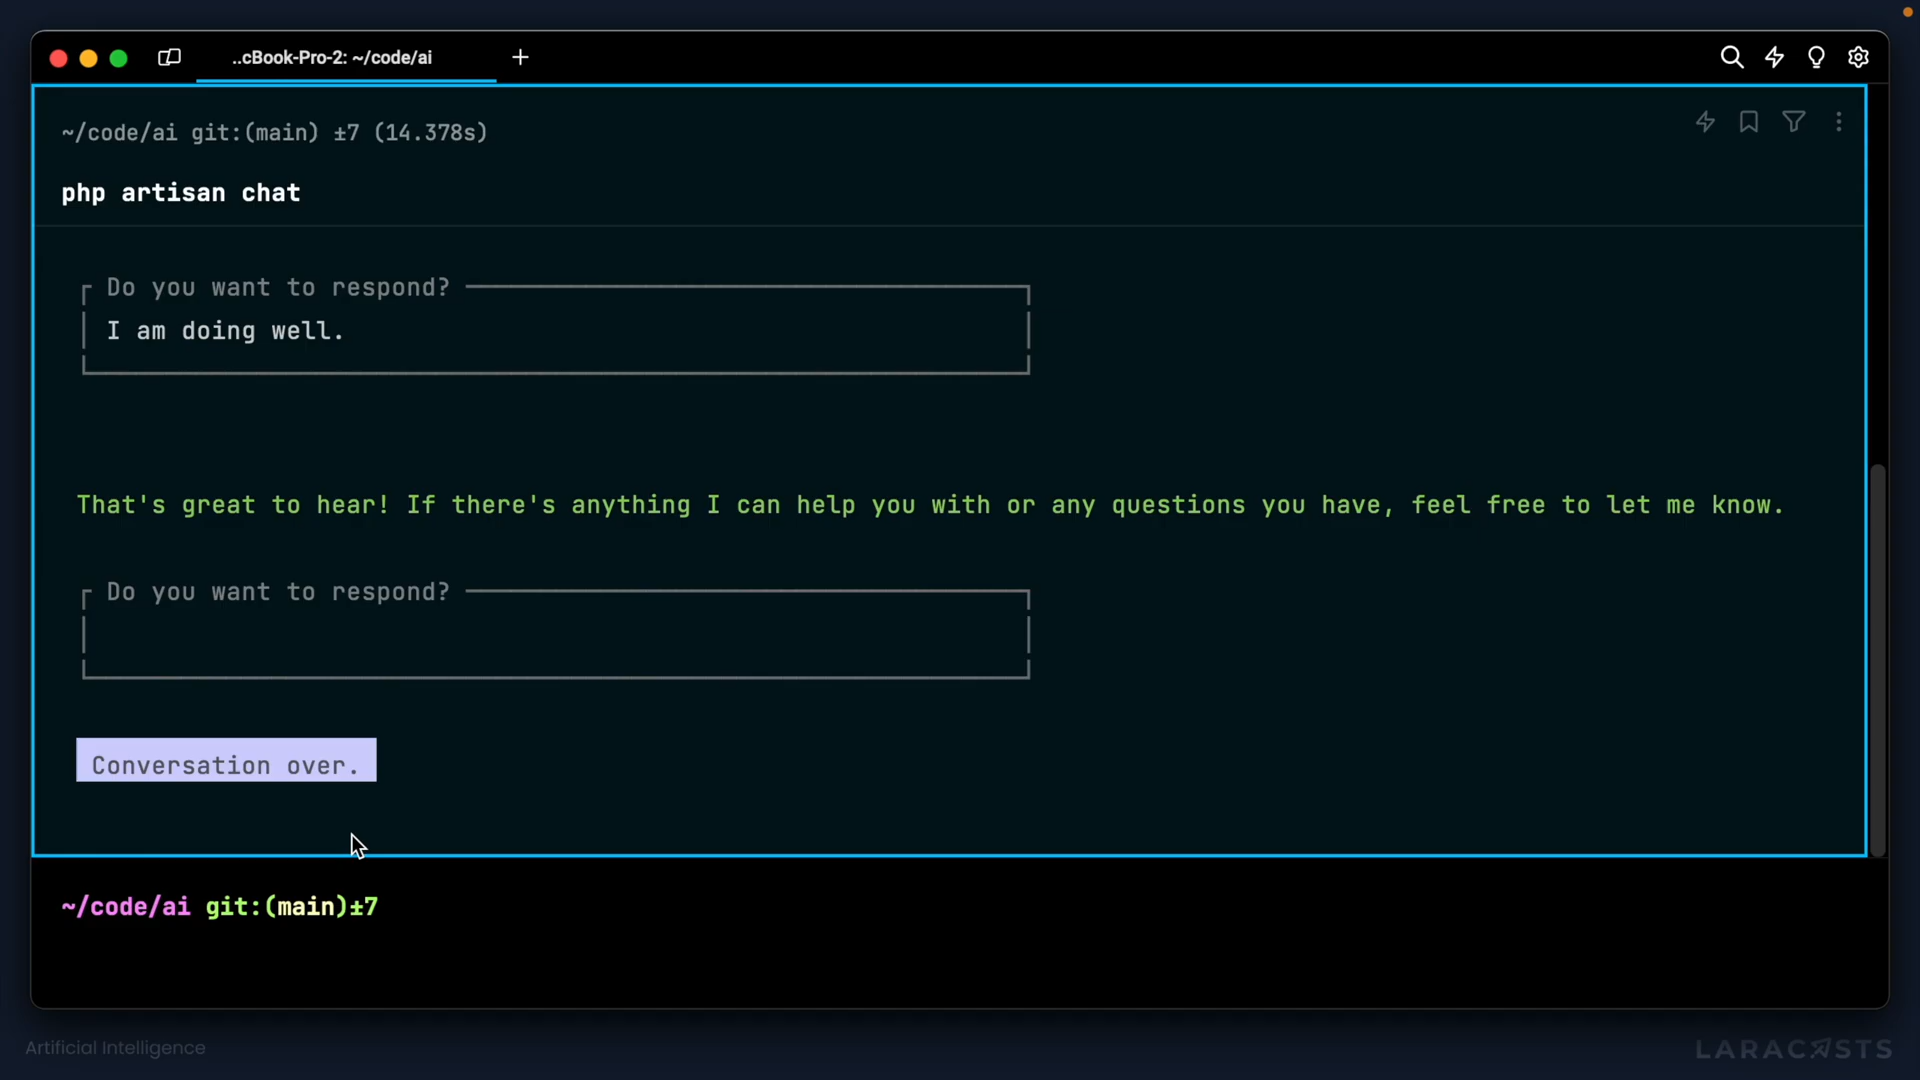 ..cBook-Pro-2: ~/code/ai
~/code/ai git:(main) ±7 (14.378s)
php artisan chat
Do you want to respond?
I am doing well.
That's great to hear! If there's anything I can help you with or any questions you have, feel free to let me know.
Do you want to respond?
Conversation over.
~/code/ai git:(main)±7
Artificial Intelligence
LARACASTS